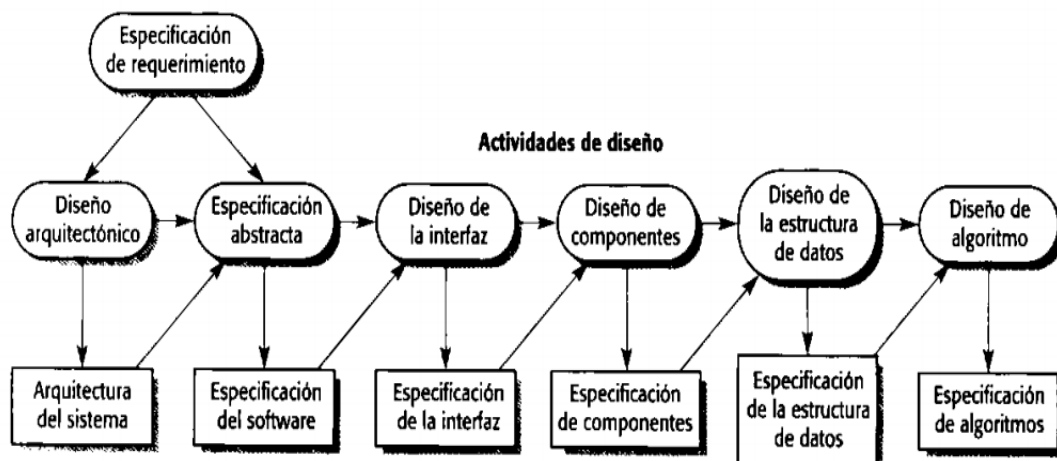 Especificación
de requerimiento
Actividades de diseño
Diseño
arquitectónico
Especificación
abstracta
Diseño de
la interfaz
Diseño de
componentes
Diseño de
la estructura
de datos
Diseño de
algoritmo
Arquitectura
del sistema
Especificación
del software
Especificación
de la interfaz
Especificación
de componentes
Especificación
de la estructura
de datos
Especificación
de algoritmos